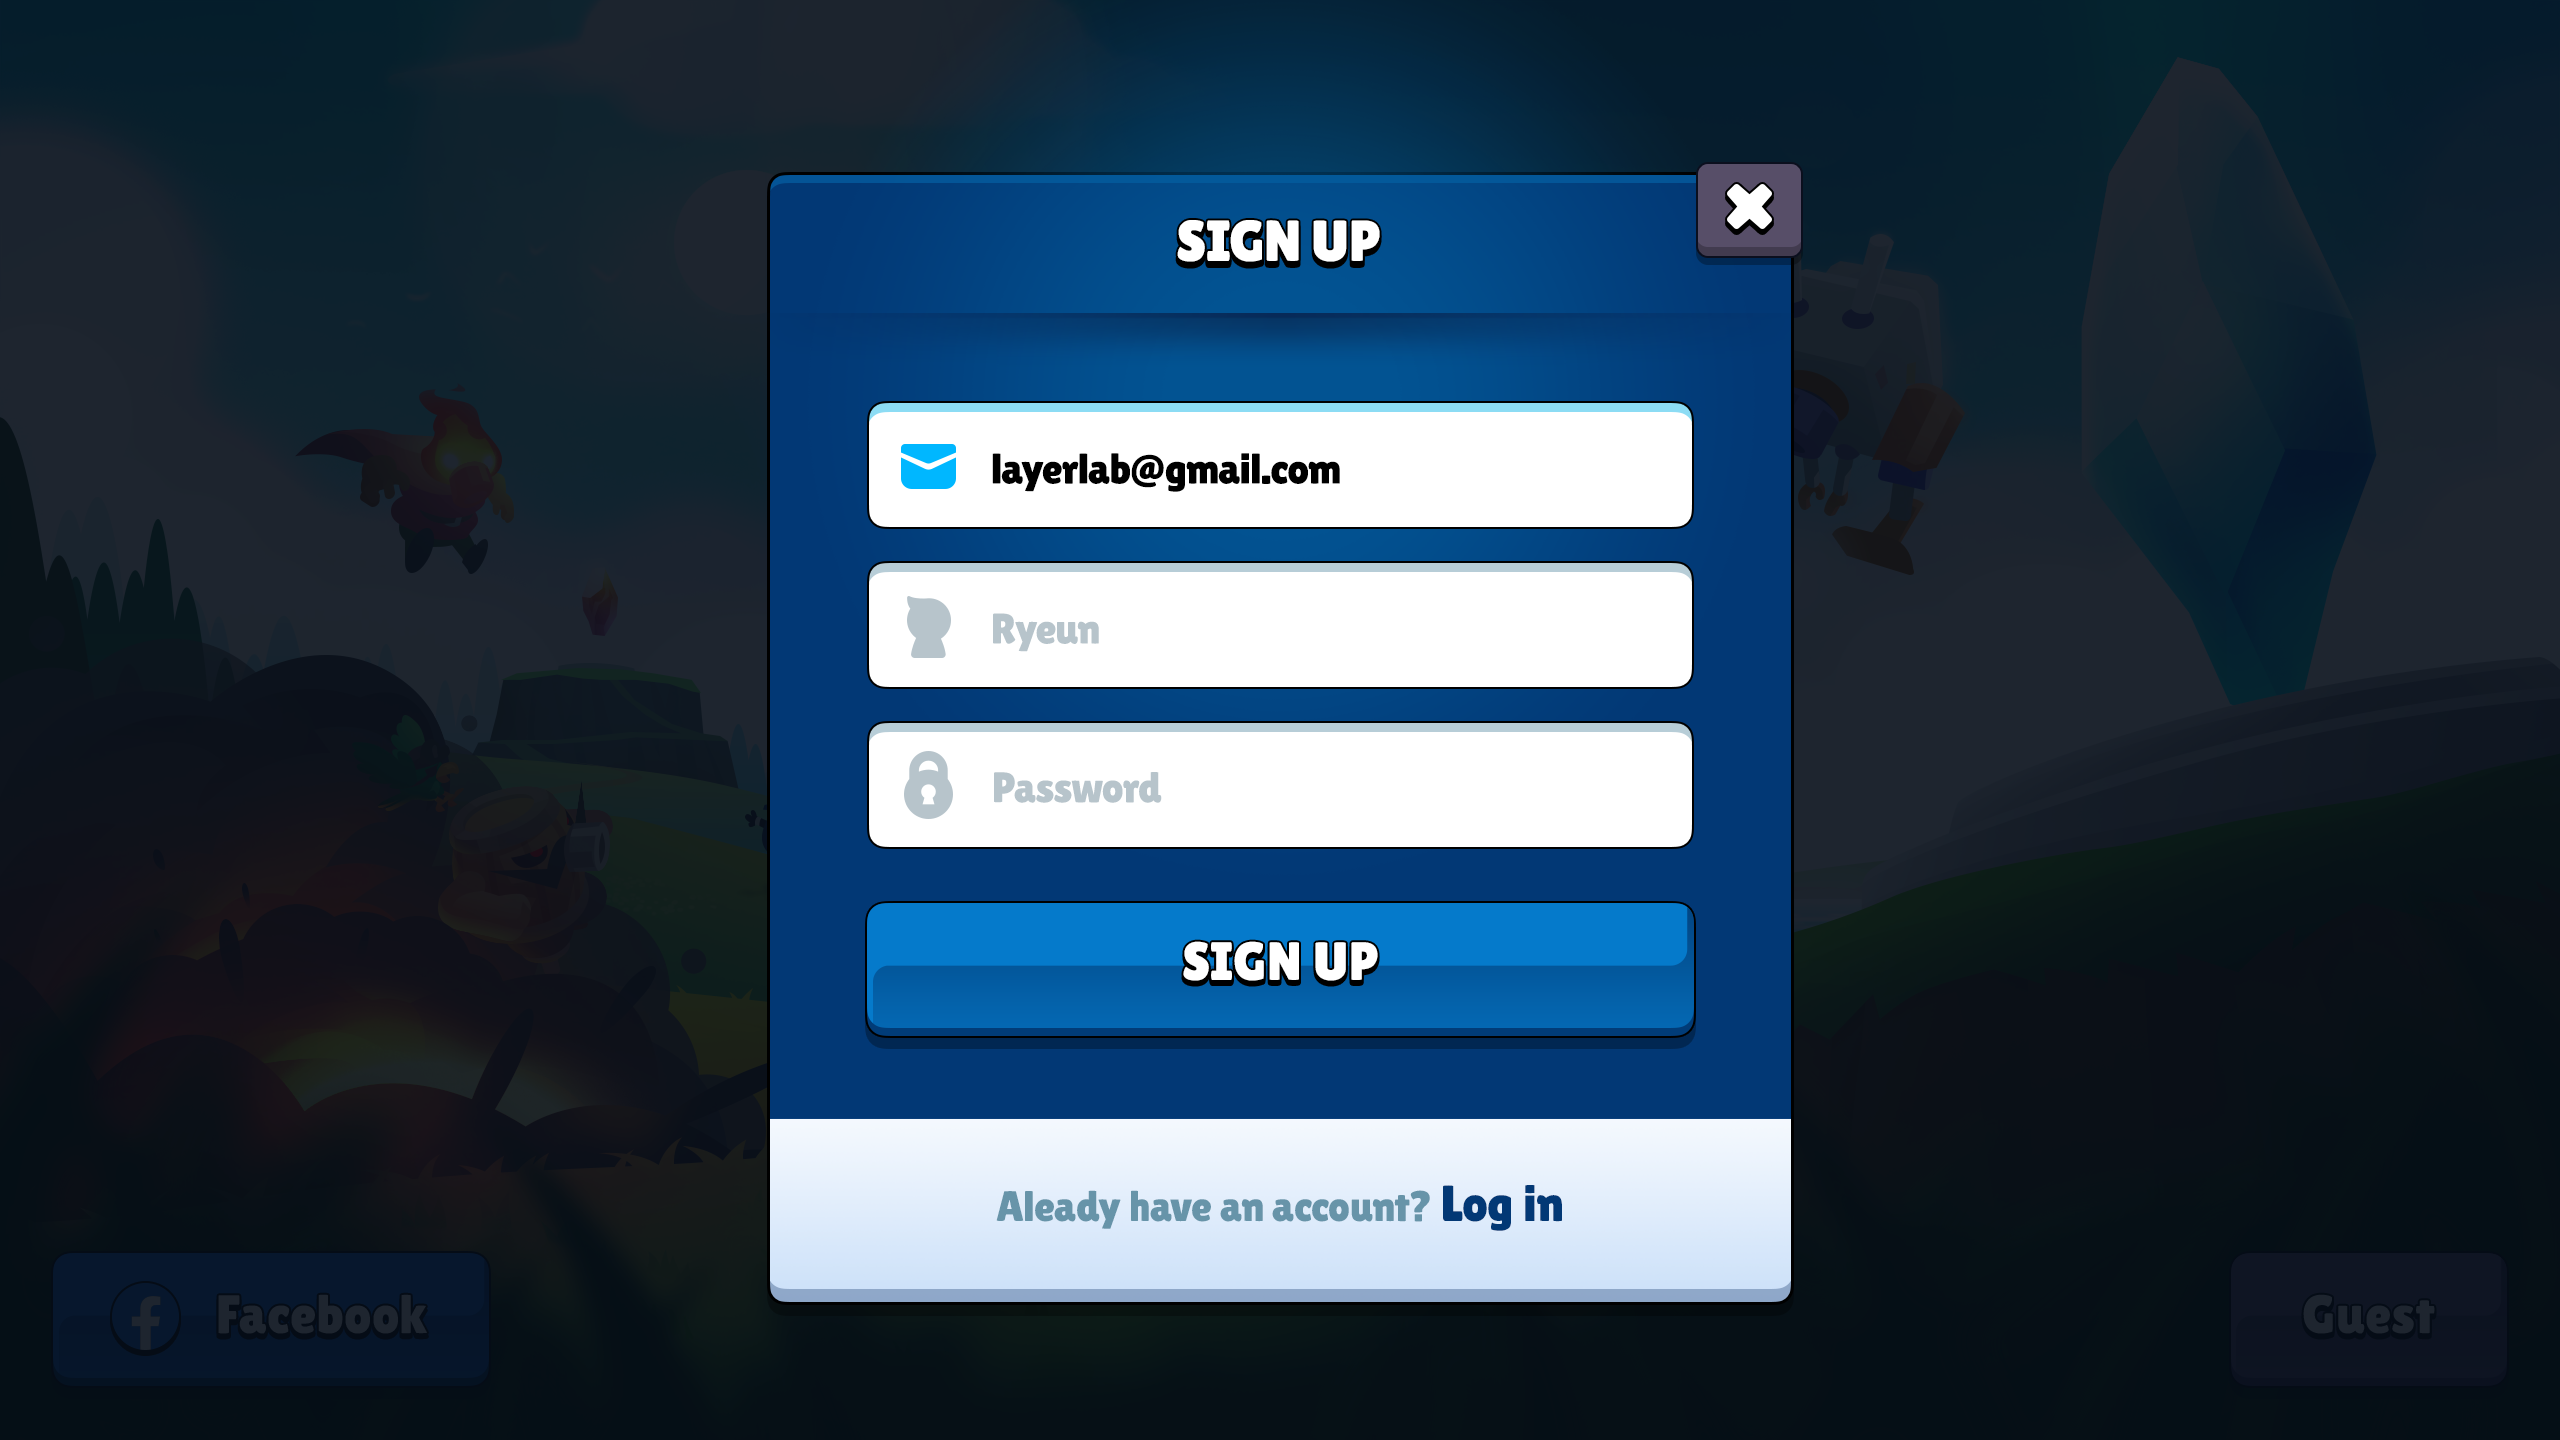 SIGN UP
layerlab@gmail.com
Ryeun
Password
SIGN UP
Aleady have an account? Log in
Facebook
Guest